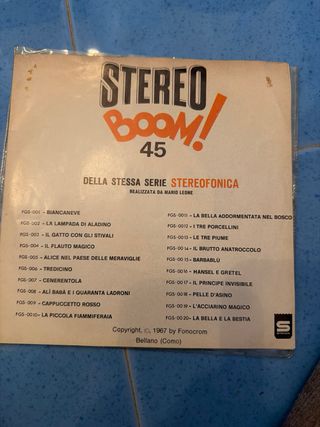 STEREO
BOOM!
45
DELLA STESSA SERIE STEREOFONICA
REALIZZATA DA MARIO LEONE
FGS-001 - BIANCANEVE
FGS-002 - LA LAMPADA DI ALADINO
FGS-003 - IL GATTO CON GLI STIVALI
FGS-004 - IL FLAUTO MAGICO
FGS-005 - ALICE NEL PAESE DELLE MERAVIGLIE
FGS-006 - TREDICINO
FGS-007 - CENERENTOLA
FGS-008 - ALÌ BABÀ E I QUARANTA LADRONI
FGS-009 - CAPPUCCETTO ROSSO
FGS-0010 - LA PICCOLA FIAMMIFERAIA
FGS-0011 - LA BELLA ADDORMENTATA NEL BOSCO
FGS-0012 - I TRE PORCELLINI
FGS-0013 - LE TRE PIUME
FGS-0014 - IL BRUTTO ANATROCCOLO
FGS-0015 - BARBABLÙ
FGS-0016 - HANSEL E GRETEL
FGS-0017 - IL PRINCIPE INVISIBILE
FGS-0018 - PELLE D'ASINO
FGS-0019 - L'ACCIARINO MAGICO
FGS-0020 - LA BELLA E LA BESTIA
Copyright, ©, 1967 by Fonocrom
Bellano (Como)
S